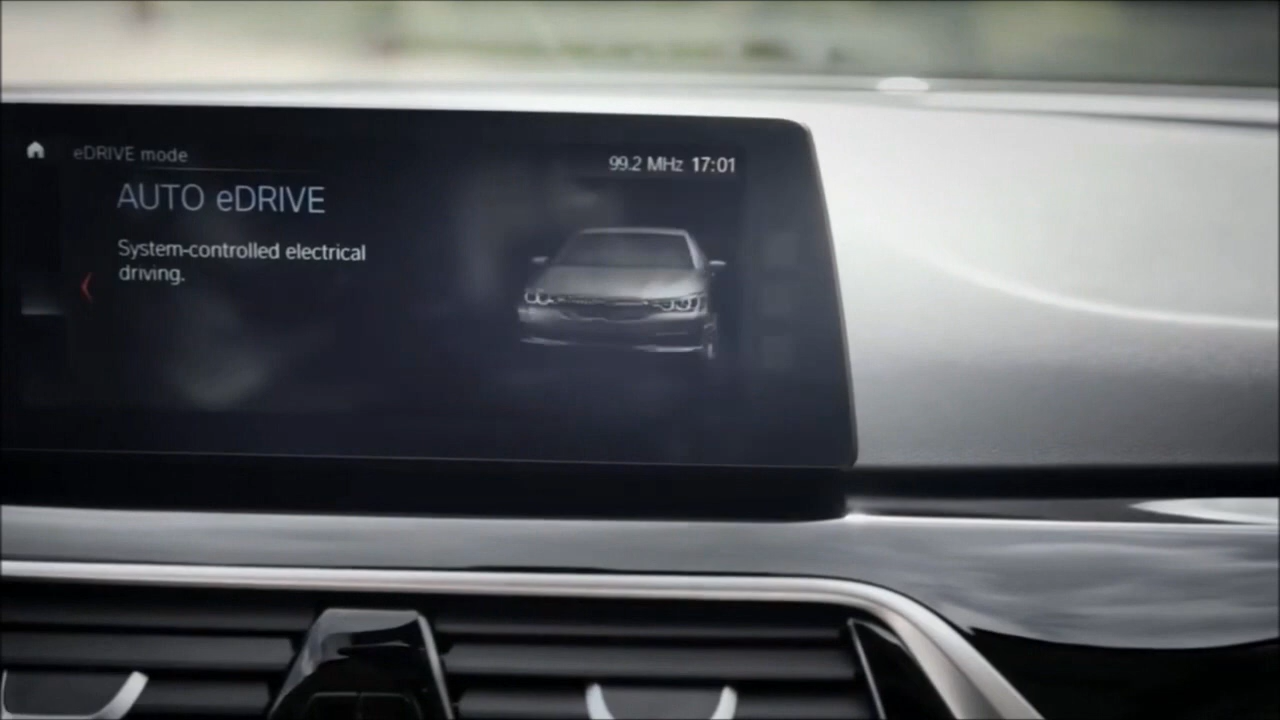 eDRIVE mode
99.2 MHz 17:01
AUTO eDRIVE
System-controlled electrical
driving.